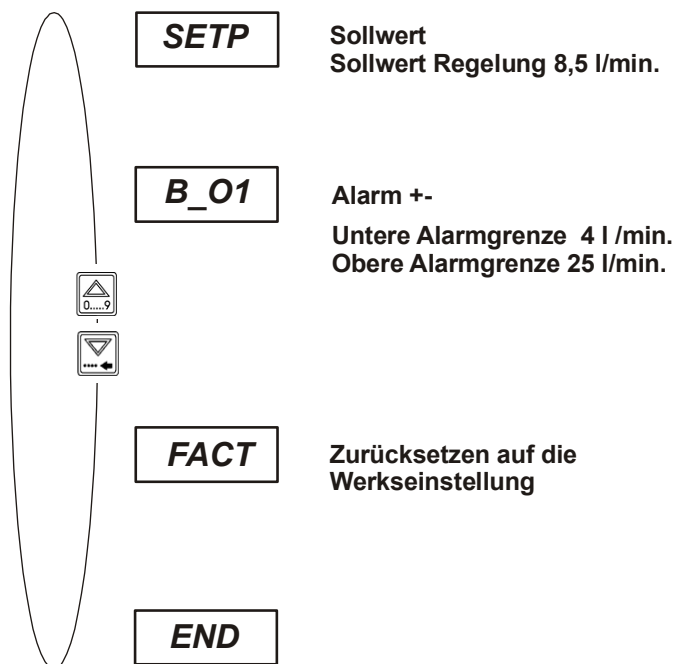 SETP
Sollwert
Sollwert Regelung 8,5 l/min.
B_O1
Alarm +-
Untere Alarmgrenze 4 l /min.
Obere Alarmgrenze 25 l/min.
0.....9
....
FACT
Zurücksetzen auf die
Werkseinstellung
END